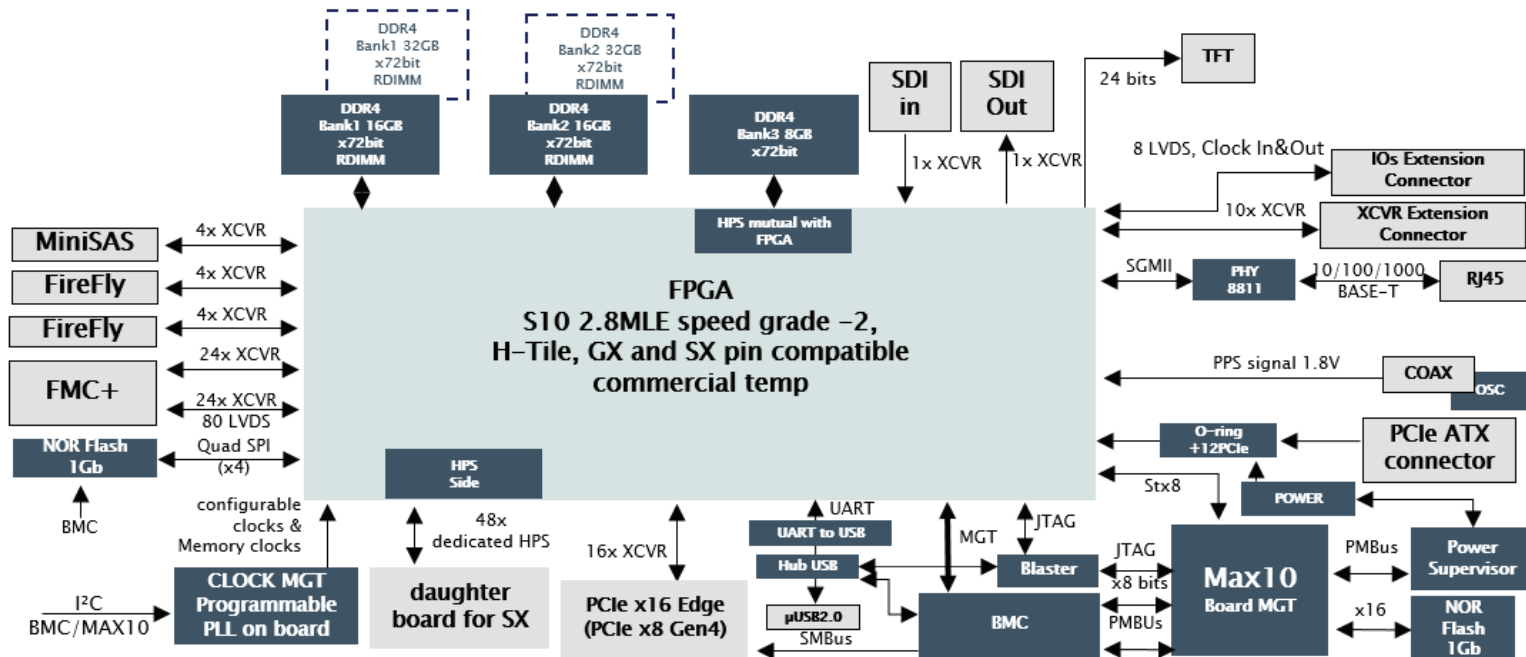 DDR4
Bank1 32GB
x72bit
RDIMM
DDR4
Bank2 32GB
x72bit
RDIMM
DDR4
Bank1 16GB
x72bit
RDIMM
DDR4
Bank2 16GB
x72bit
RDIMM
DDR4
Bank3 8GB
x72bit
SDI
in
SDI
Out
24 bits
TFT
1x XCVR
1x XCVR
8 LVDS, Clock In&Out
IOs Extension
Connector
10x XCVR
XCVR Extension
Connector
HPS mutual with
FPGA
MiniSAS
4x XCVR
FireFly
4x XCVR
FireFly
4x XCVR
FMC+
24x XCVR
24x XCVR
80 LVDS
NOR Flash
1Gb
Quad SPI
(x4)
BMC
FPGA
S10 2.8MLE speed grade -2,
H-Tile, GX and SX pin compatible
commercial temp
SGMII
PHY
8811
10/100/1000
BASE-T
RJ45
PPS signal 1.8V
COAX
OSC
O-ring
+12PCIe
PCIe ATX
connector
Stx8
POWER
HPS
Side
configurable
clocks &
Memory clocks
48x
dedicated HPS
16x XCVR
UART
UART to USB
Hub USB
μUSB2.0
MGT
JTAG
Blaster
JTAG
x8 bits
PMBUs
Max10
Board MGT
PMBus
Power
Supervisor
x16
NOR
Flash
1Gb
I²C
BMC/MAX10
CLOCK MGT
Programmable
PLL on board
daughter
board for SX
PCIe x16 Edge
(PCIe x8 Gen4)
SMBus
BMC